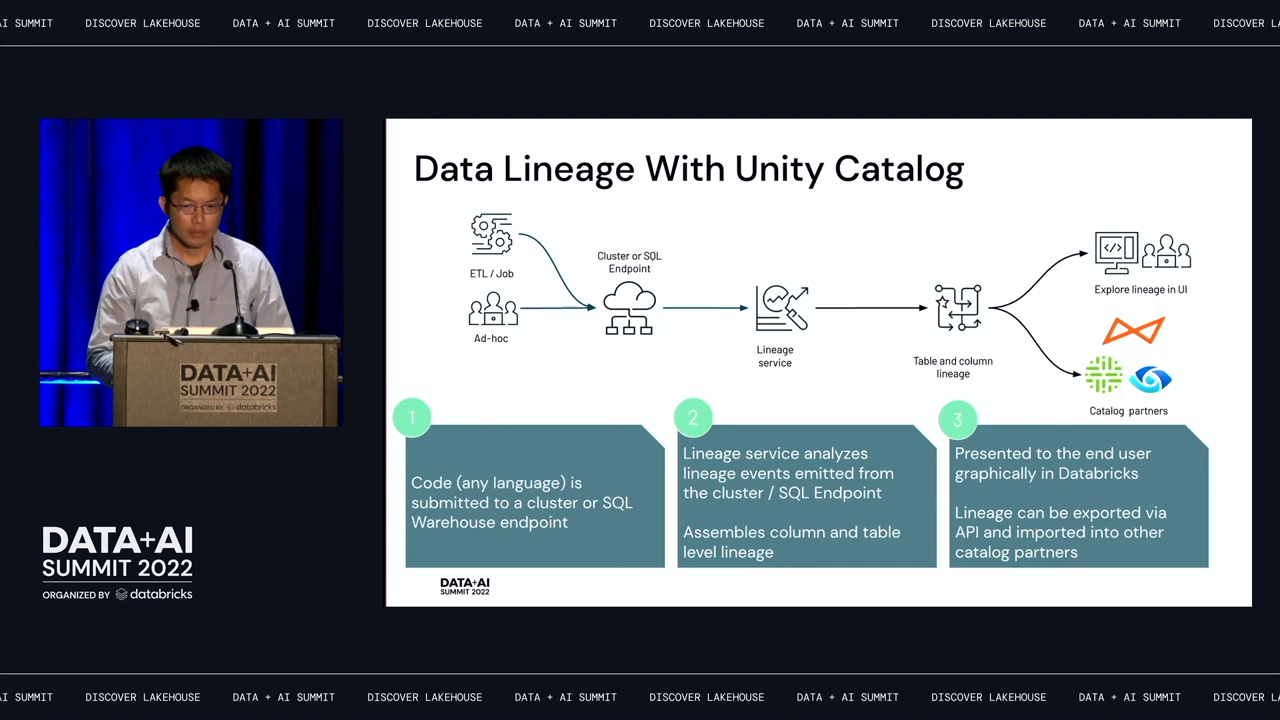 AI SUMMIT DISCOVER LAKEHOUSE DATA + AI SUMMIT DISCOVER LAKEHOUSE DATA + AI SUMMIT DISCOVER LAKEHOUSE DATA + AI SUMMIT DISCOVER LAKEHOUSE DATA + AI SUMMIT DISCOVER
Data Lineage With Unity Catalog
ETL / Job
Ad-hoc
Cluster or SQL
Endpoint
Lineage
service
Table and column
lineage
Explore lineage in UI
Catalog partners
1
Code (any language) is
submitted to a cluster or SQL
Warehouse endpoint
2
Lineage service analyzes
lineage events emitted from
the cluster / SQL Endpoint
Assembles column and table
level lineage
3
Presented to the end user
graphically in Databricks
Lineage can be exported via
API and imported into other
catalog partners
DATA+AI
SUMMIT 2022
DATA+AI
SUMMIT 2022
ORGANIZED BY databricks
DATA+AI
SUMMIT 2022
ORGANIZED BY databricks
AI SUMMIT DISCOVER LAKEHOUSE DATA + AI SUMMIT DISCOVER LAKEHOUSE DATA + AI SUMMIT DISCOVER LAKEHOUSE DATA + AI SUMMIT DISCOVER LAKEHOUSE DATA + AI SUMMIT DISCOVER